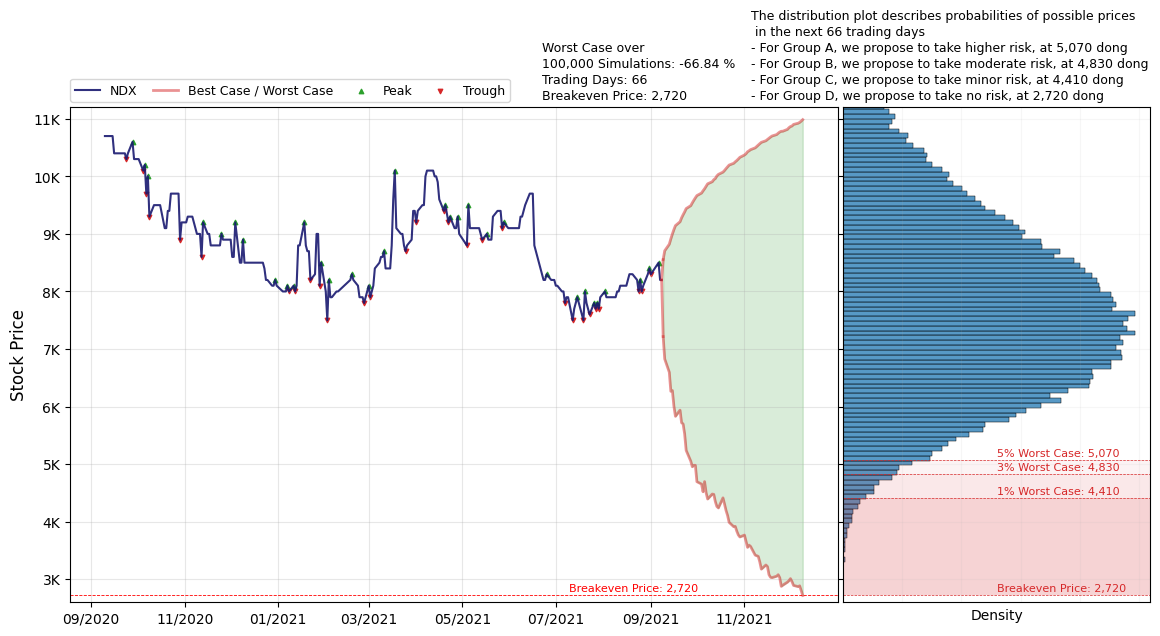 The distribution plot describes probabilities of possible prices
in the next 66 trading days
- For Group A, we propose to take higher risk, at 5,070 dong
- For Group B, we propose to take moderate risk, at 4,830 dong
- For Group C, we propose to take minor risk, at 4,410 dong
- For Group D, we propose to take no risk, at 2,720 dong
Worst Case over
100,000 Simulations: -66.84 %
Trading Days: 66
Breakeven Price: 2,720
NDX
Best Case / Worst Case
Peak
Trough
Stock Price
11K
10K
9K
8K
7K
6K
5K
4K
3K
Breakeven Price: 2,720
09/2020
11/2020
01/2021
03/2021
05/2021
07/2021
09/2021
11/2021
5% Worst Case: 5,070
3% Worst Case: 4,830
1% Worst Case: 4,410
Breakeven Price: 2,720
Density